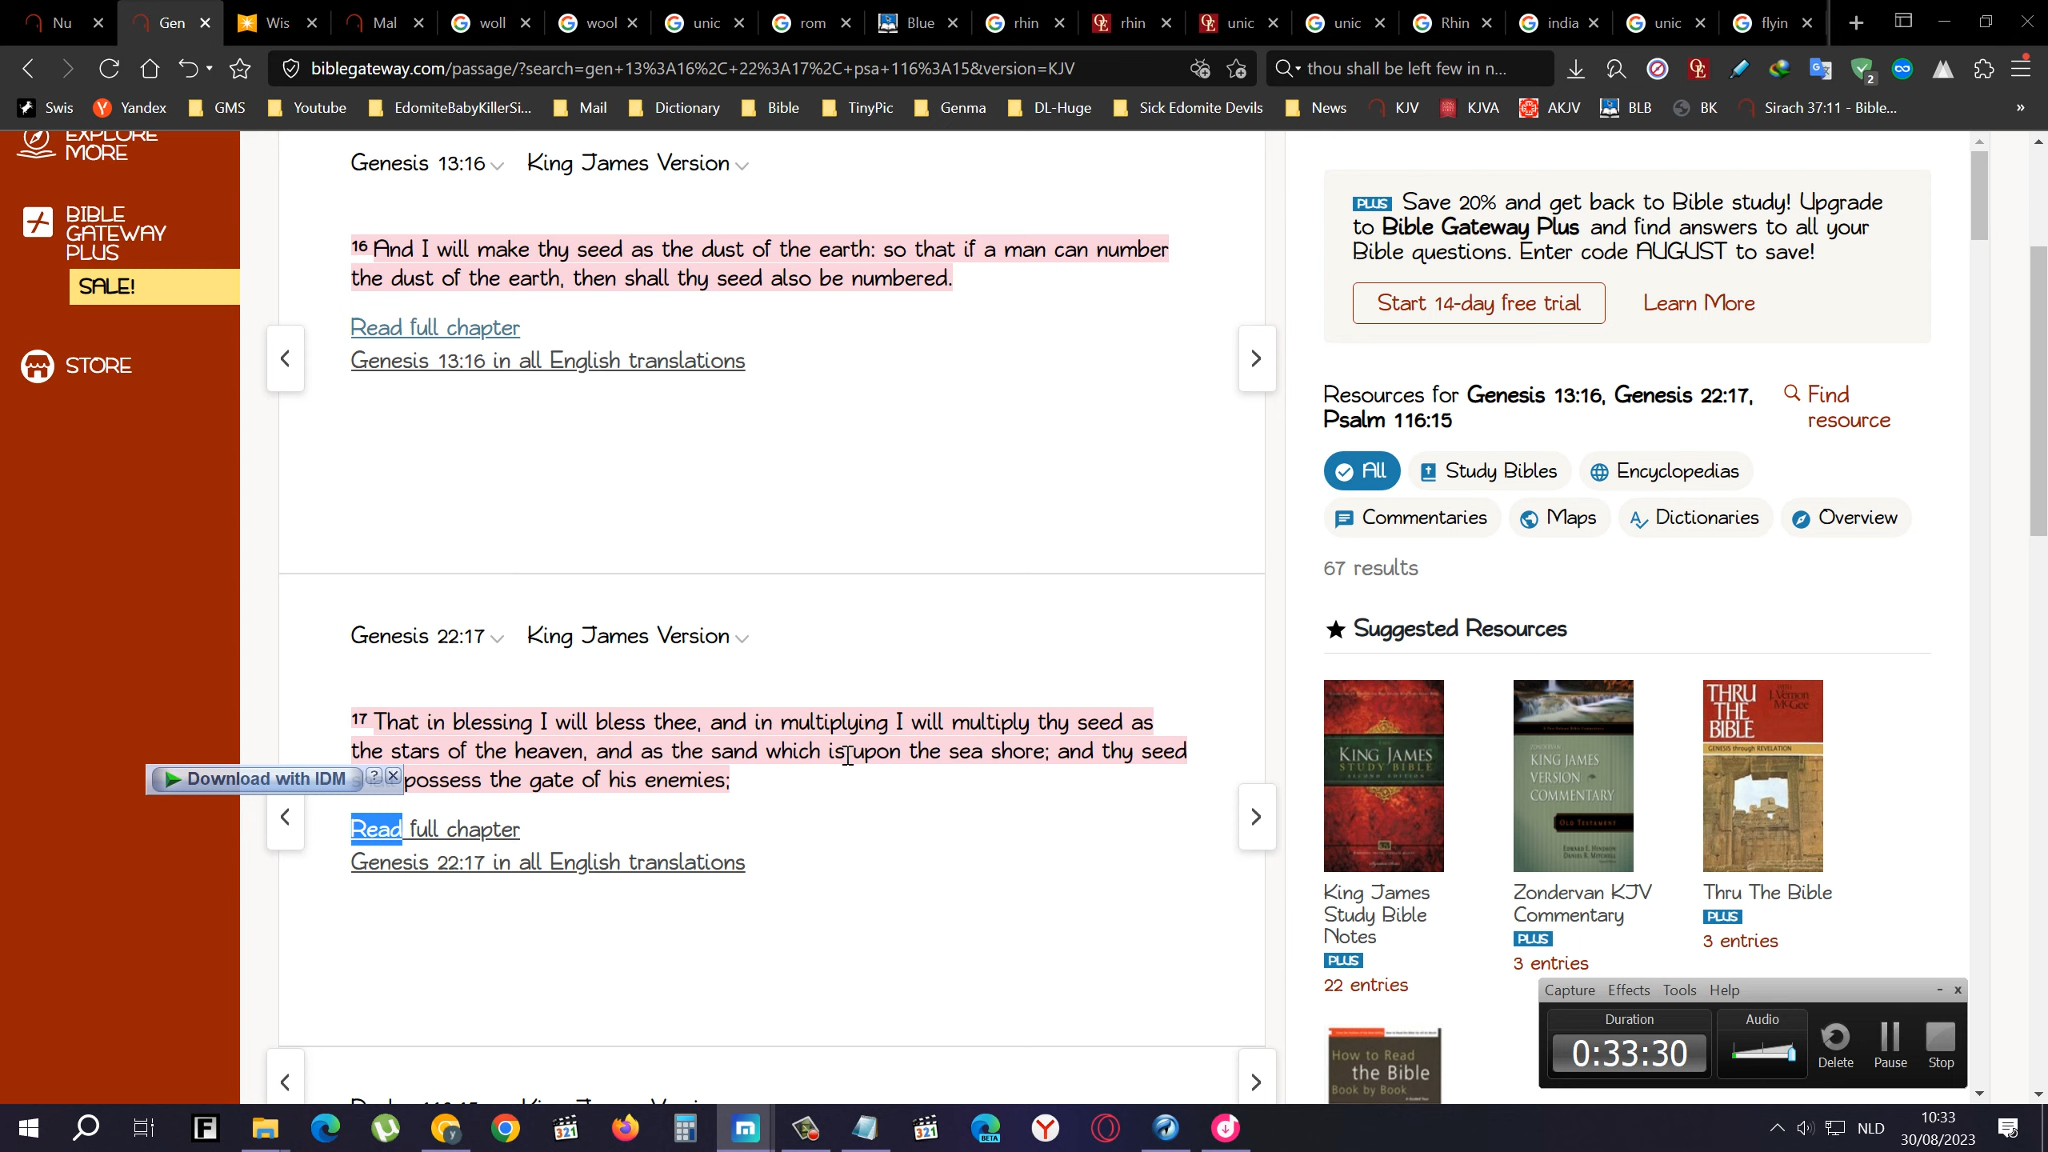 Nu
Gen
Wis
Mal
woll
wool
unic
rom
Blue
rhin
rhin
unic
unic
Rhin
india
unic
flyin
biblegateway.com/passage/?search=gen+13%3A16%2C+22%3A17%2C+psa+116%3A15&version=KJV
thou shall be left few in n...
Swis
Yandex
GMS
Youtube
EdomiteBabyKillerSi...
Mail
Dictionary
Bible
TinyPic
Genma
DL-Huge
Sick Edomite Devils
News
KJV
KJVA
AKJV
BLB
BK
Sirach 37:11 - Bible...
»
EXPLORE
MORE
BIBLE
GATEWAY
PLUS
SALE!
STORE
Genesis 13:16 King James Version
16 And I will make thy seed as the dust of the earth: so that if a man can number
the dust of the earth, then shall thy seed also be numbered.
Read full chapter
Genesis 13:16 in all English translations
Genesis 22:17 King James Version
17 That in blessing I will bless thee, and in multiplying I will multiply thy seed as
the stars of the heaven, and as the sand which is upon the sea shore; and thy seed
possess the gate of his enemies;
Download with IDM ?
Read full chapter
Genesis 22:17 in all English translations
PLUS Save 20% and get back to Bible study! Upgrade
to Bible Gateway Plus and find answers to all your
Bible questions. Enter code AUGUST to save!
Start 14-day free trial Learn More
Resources for Genesis 13:16, Genesis 22:17,
Psalm 116:15
Find
resource
All Study Bibles Encyclopedias
Commentaries Maps Dictionaries Overview
67 results
Suggested Resources
KING JAMES
STUDY BIBLE
SECOND EDITION
KING JAMES
VERSION
COMMENTARY
OLD TESTAMENT
THRU
THE
BIBLE
J. Vernon
McGee
GENESIS through REVELATION
King James
Study Bible
Notes
PLUS
22 entries
Zondervan KJV
Commentary
PLUS
3 entries
Thru The Bible
PLUS
3 entries
How to Read
the Bible
Book by Book
Capture Effects Tools Help
Duration
0:33:30
Audio
Delete
Pause
Stop
321
321
BETA
NLD
10:33
30/08/2023